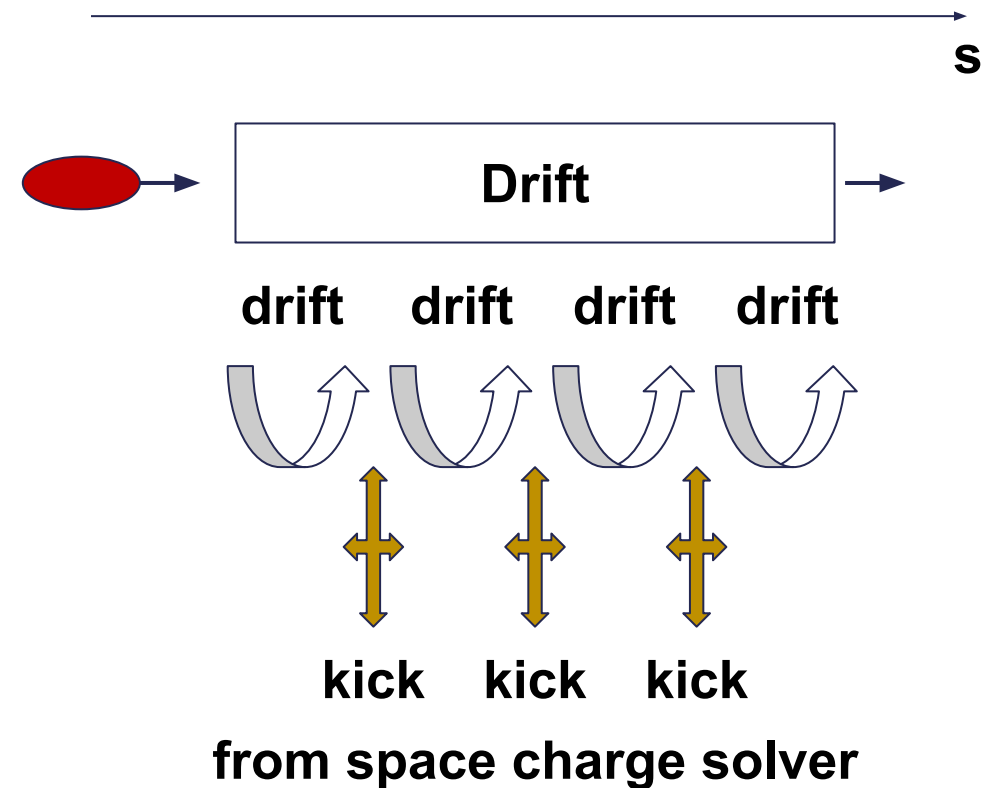 s
Drift
drift drift drift drift
kick kick kick
from space charge solver